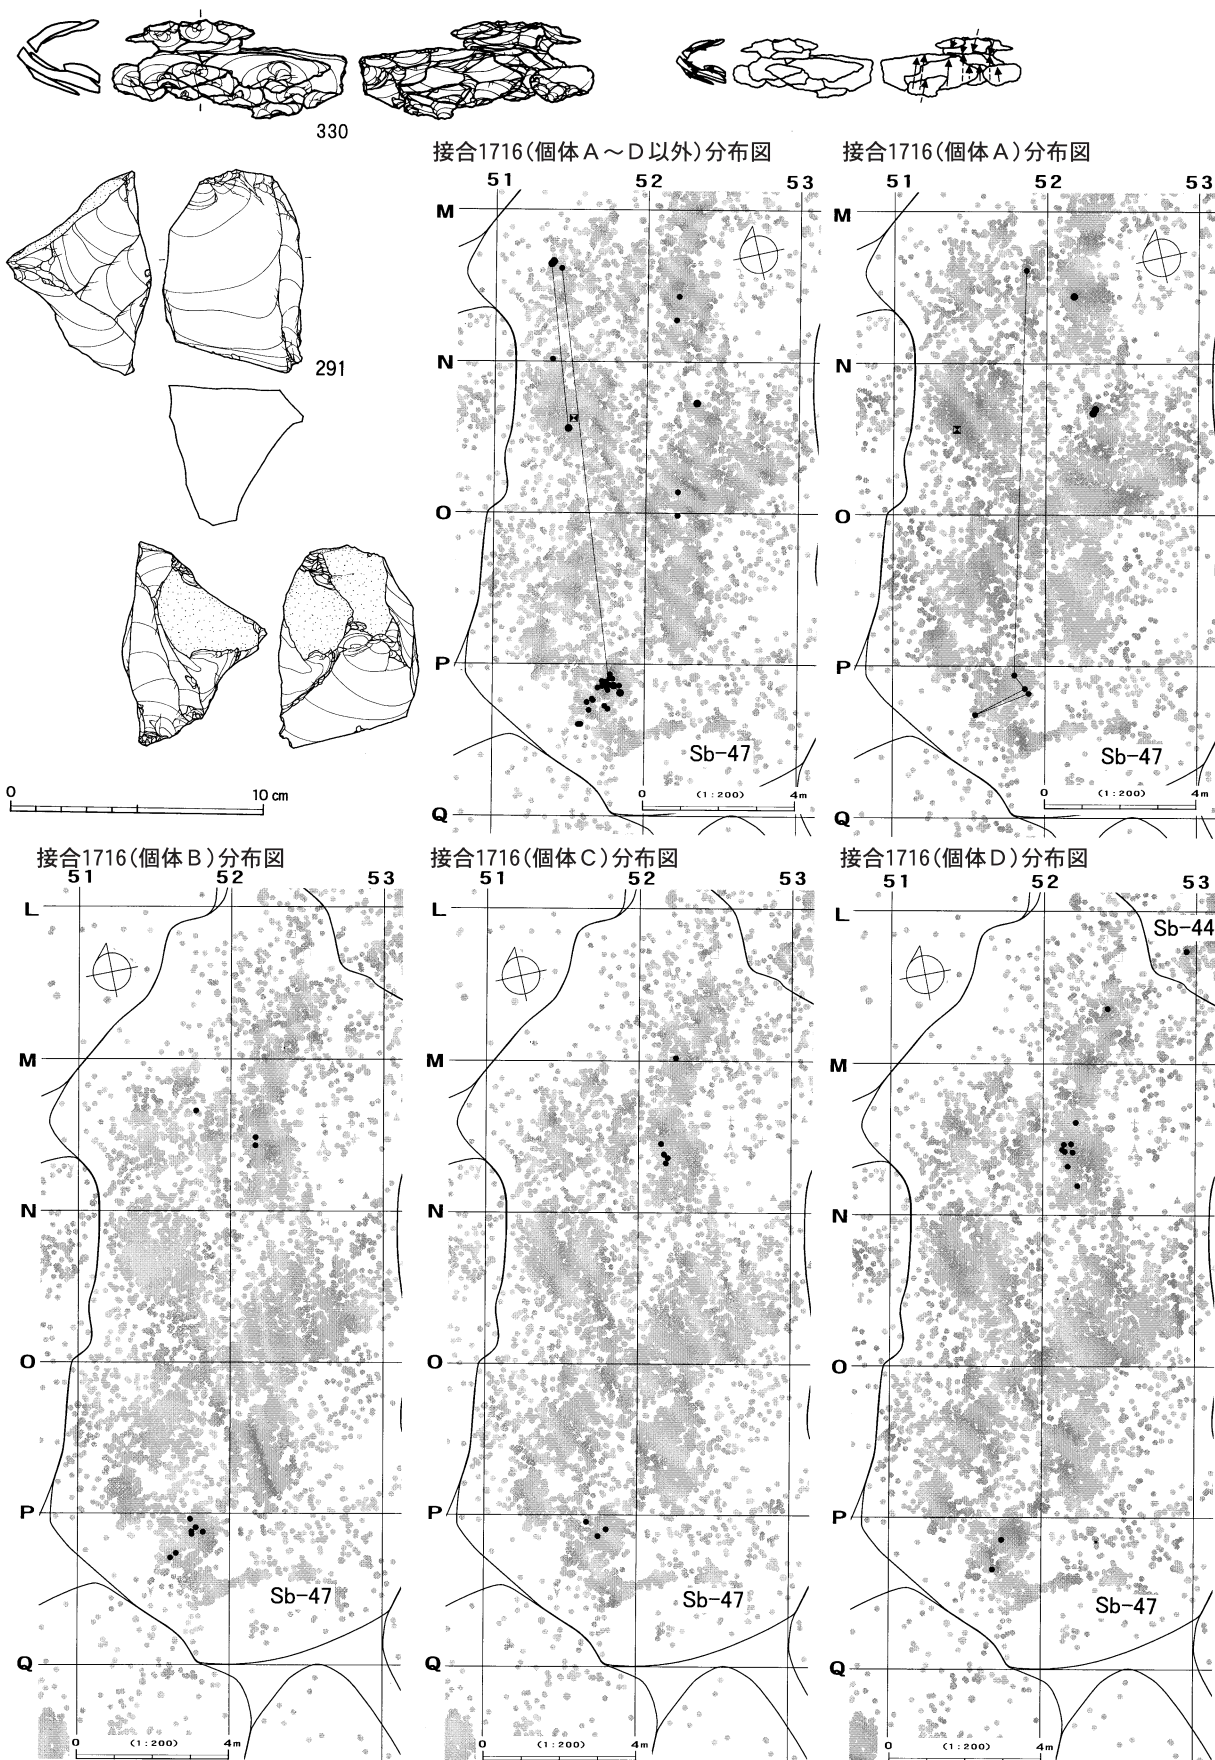 330
291
0 10 cm
接合1716(個体A～D以外)分布図
51 52 53
M
N
O
P
Q
Sb-47
0 (1:200) 4m
接合1716(個体A)分布図
51 52 53
M
N
O
P
Q
Sb-47
0 (1:200) 4m
接合1716(個体B)分布図
51 52 53
L
M
N
O
P
Q
Sb-47
0 (1:200) 4m
接合1716(個体C)分布図
51 52 53
L
M
N
O
P
Q
Sb-47
0 (1:200) 4m
接合1716(個体D)分布図
51 52 53
L
Sb-44
M
N
O
P
Q
Sb-47
0 (1:200) 4m